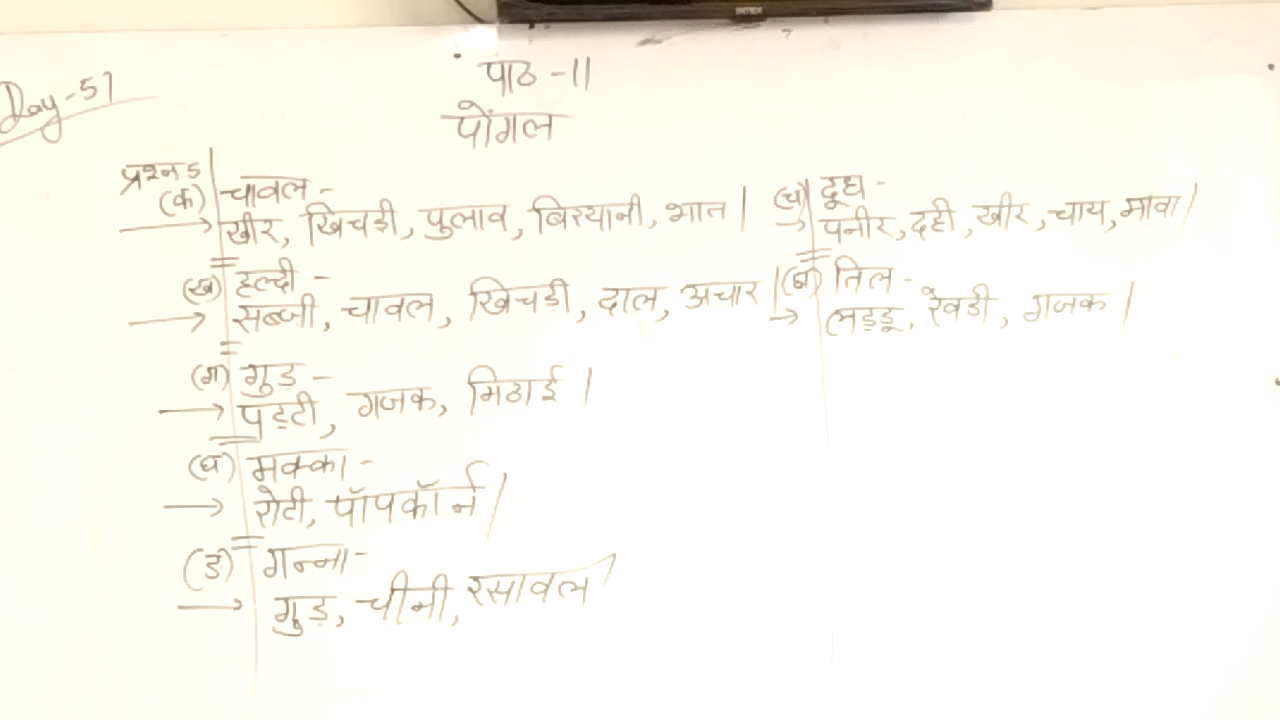 Day-51
पाठ -11
पोंगल
प्रश्न5
(क) चावल-
→ खीर, खिचड़ी, पुलाव, बिरयानी, भात।
(ख) हल्दी -
→ सब्जी, चावल, खिचड़ी, दाल, अचार।
(ग) गुड -
→ पट्टी, गजक, मिठाई।
(घ) मक्का -
→ रोटी, पॉपकॉर्न।
(ड) गन्ना-
→ गुड़, चीनी, रसावल।
(च) दूध-
→ पनीर, दही, खीर, चाय, मावा।
(छ) तिल-
→ लड्डू, रेवडी, गजक।